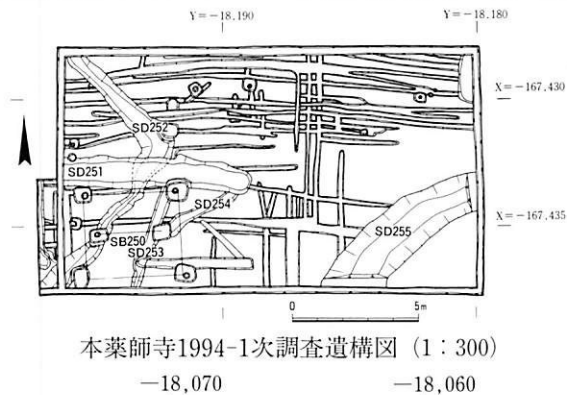 Y=−18.190
Y=−18.180
X=−167.430
SD252
SD251
SD254
X=−167.435
SB250
SD253
SD255
0
5m
本薬師寺1994-1次調査遺構図（1：300）
—18,070
—18,060